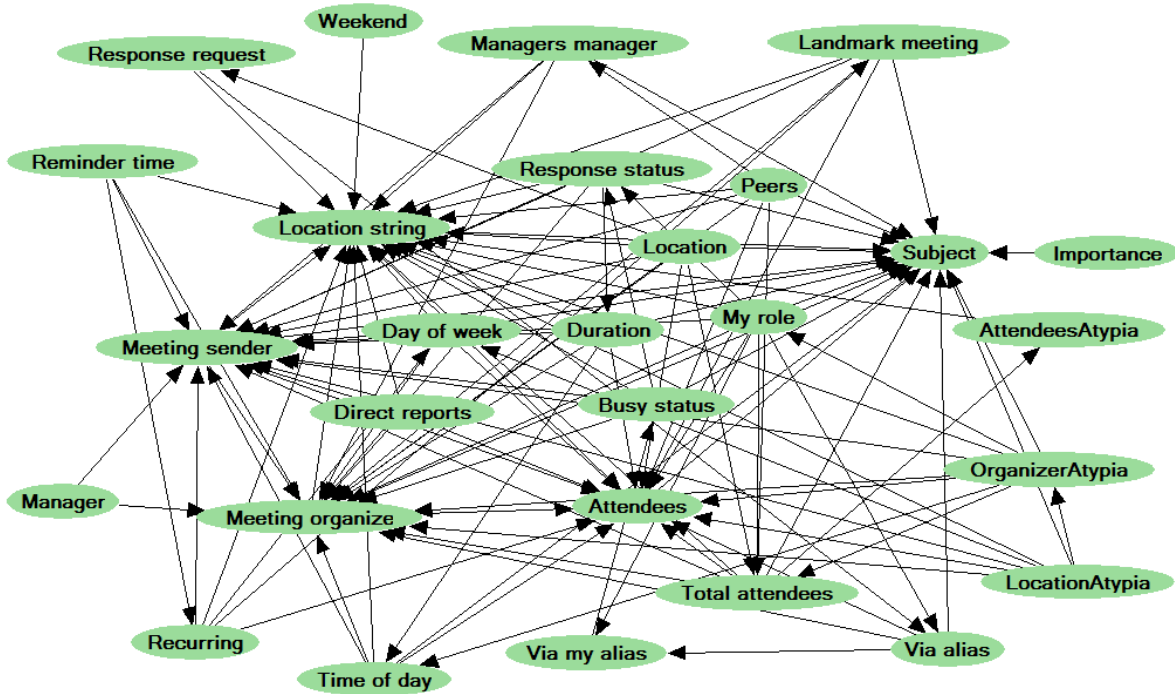 Weekend
Response request
Managers manager
Landmark meeting
Reminder time
Response status
Peers
Location string
Location
Subject
Importance
Meeting sender
Day of week
Duration
My role
AttendeesAtypia
Direct reports
Busy status
OrganizerAtypia
Manager
Meeting organize
Attendees
Total attendees
LocationAtypia
Recurring
Via my alias
Via alias
Time of day